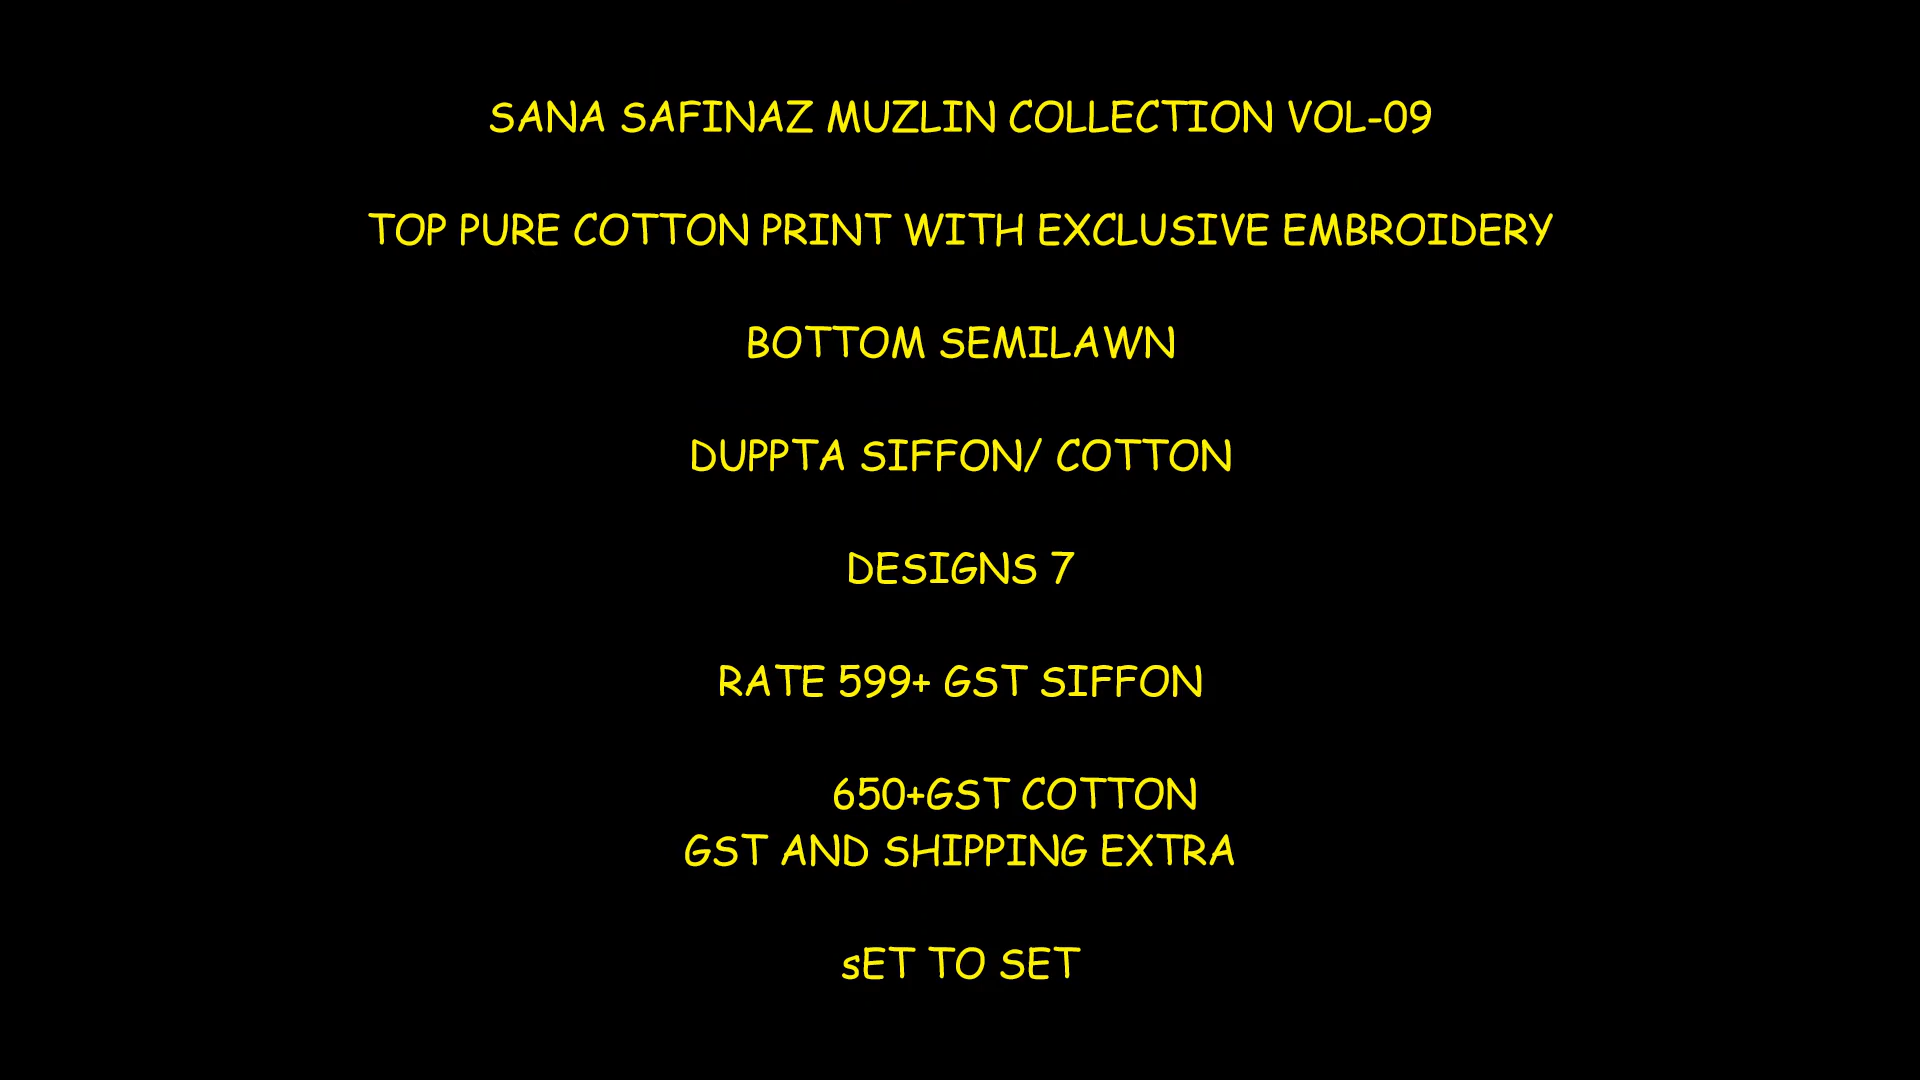 SANA SAFINAZ MUZLIN COLLECTION VOL-09
TOP PURE COTTON PRINT WITH EXCLUSIVE EMBROIDERY
BOTTOM SEMILAWN
DUPPTA SIFFON/ COTTON
DESIGNS 7
RATE 599+ GST SIFFON
650+GST COTTON
GST AND SHIPPING EXTRA
sET TO SET